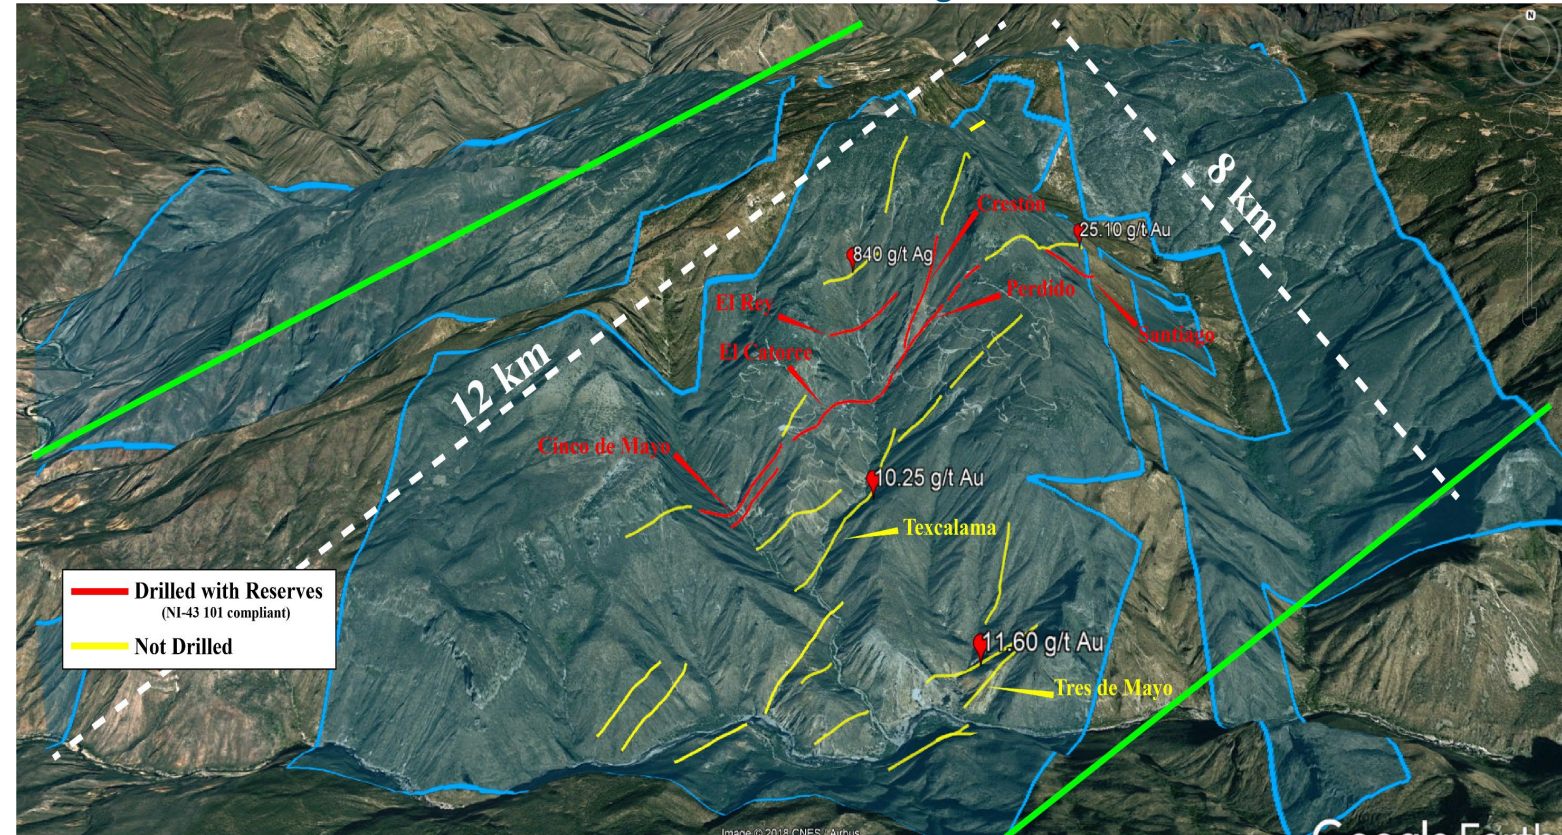 N
8 km
Crestón
25.10 g/t Au
840 g/t Ag
El Rey
Perdido
Santiago
El Catorce
12 km
Cinco de Mayo
10.25 g/t Au
Texcalama
Drilled with Reserves
(NI-43 101 compliant)
Not Drilled
11.60 g/t Au
Tres de Mayo
Image © 2018 CNES / Airbus